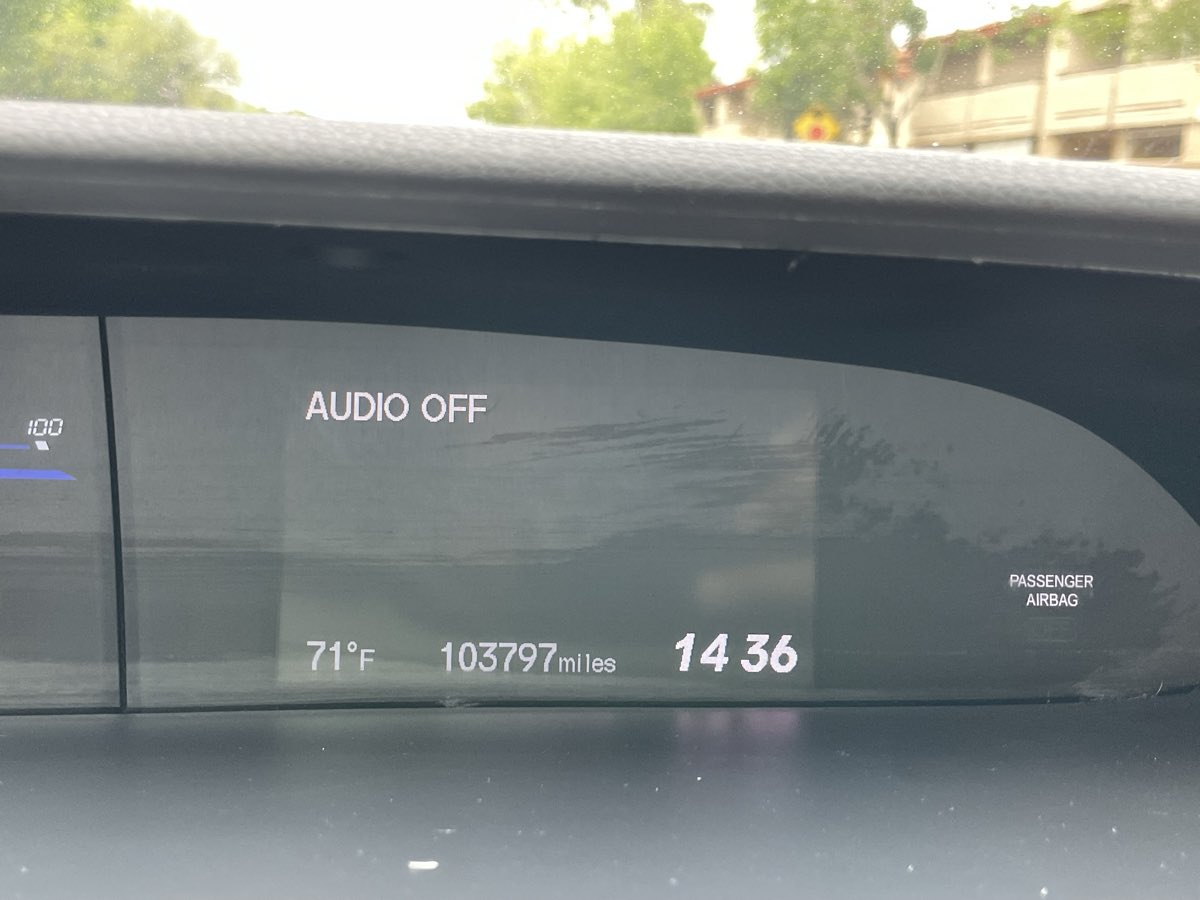 100
AUDIO OFF
PASSENGER
AIRBAG
71°F 103797miles 14 36